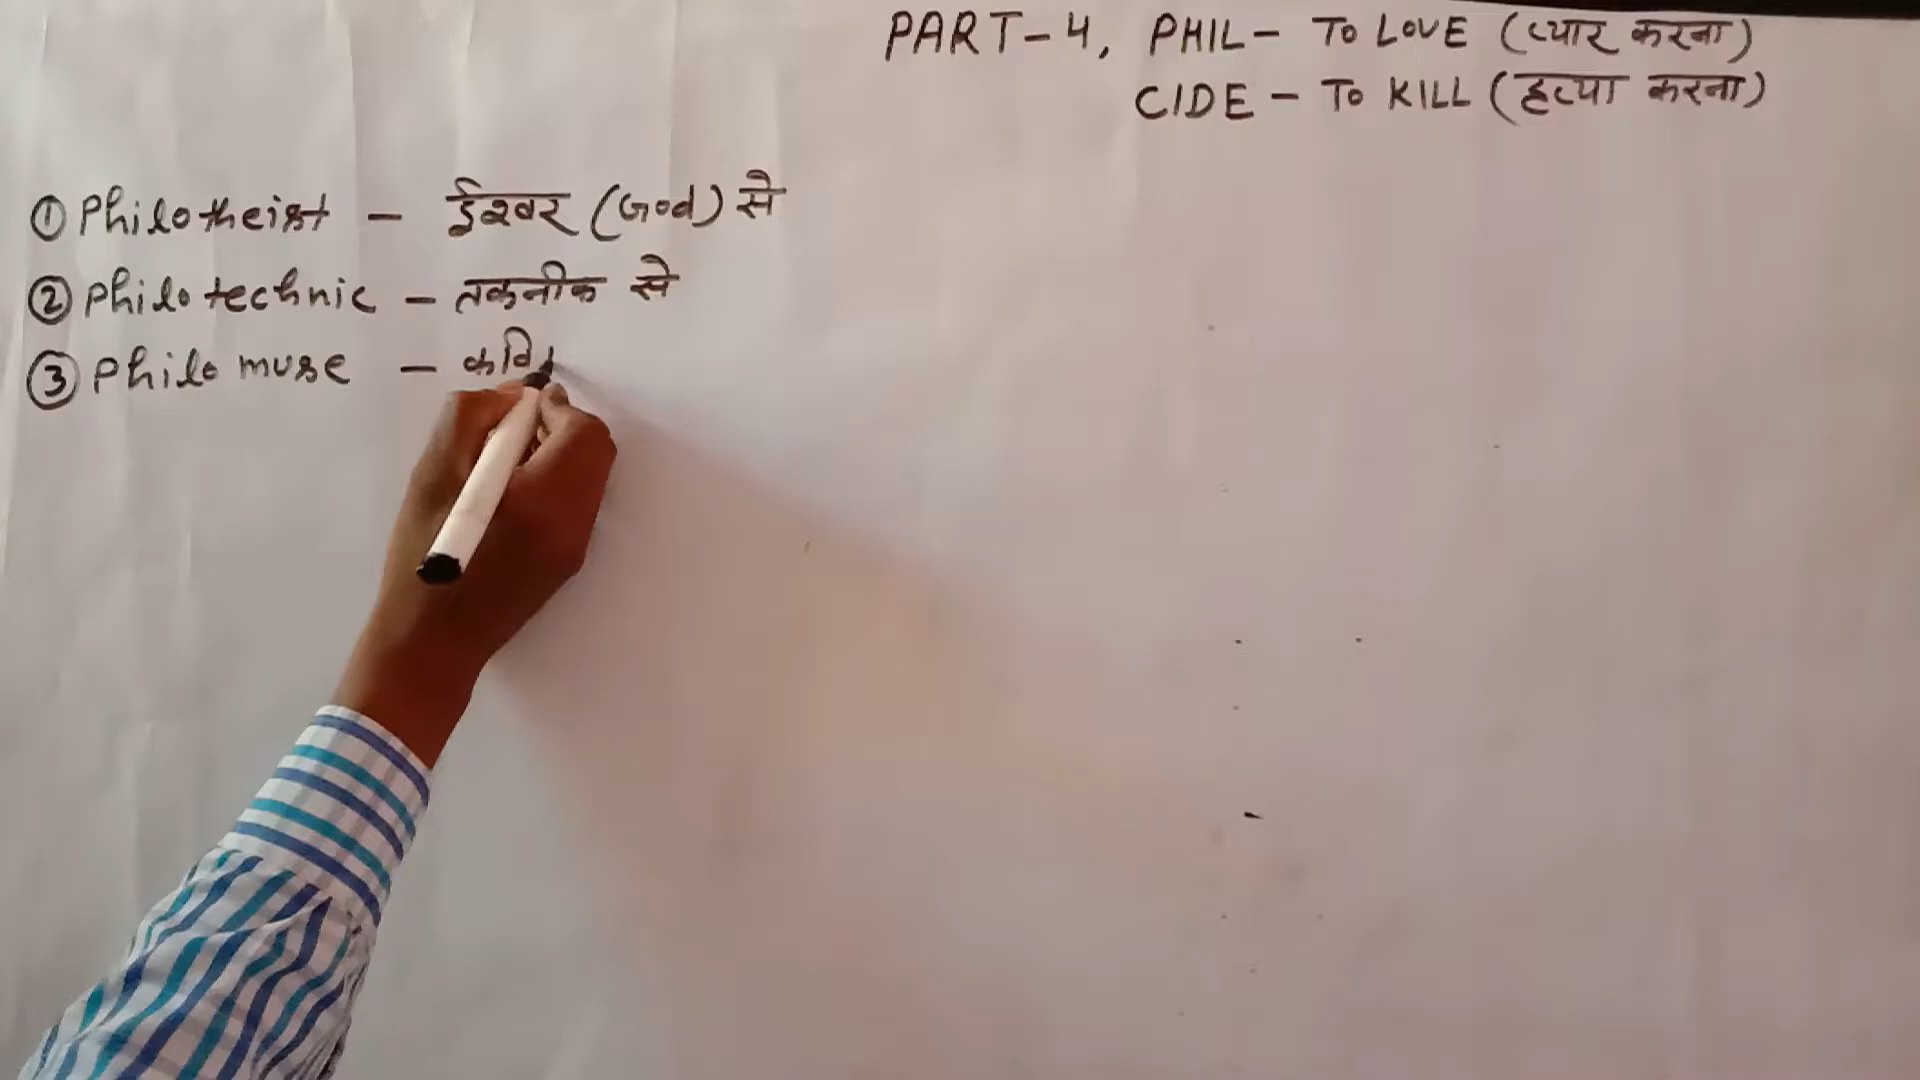 PART-4, PHIL- TO LOVE (प्यार करना)
CIDE - TO KILL (हत्या करना)
① Philotheist - ईश्वर (God) से
② Philotechnic - तकनीक से
③ Philomuse - कवि